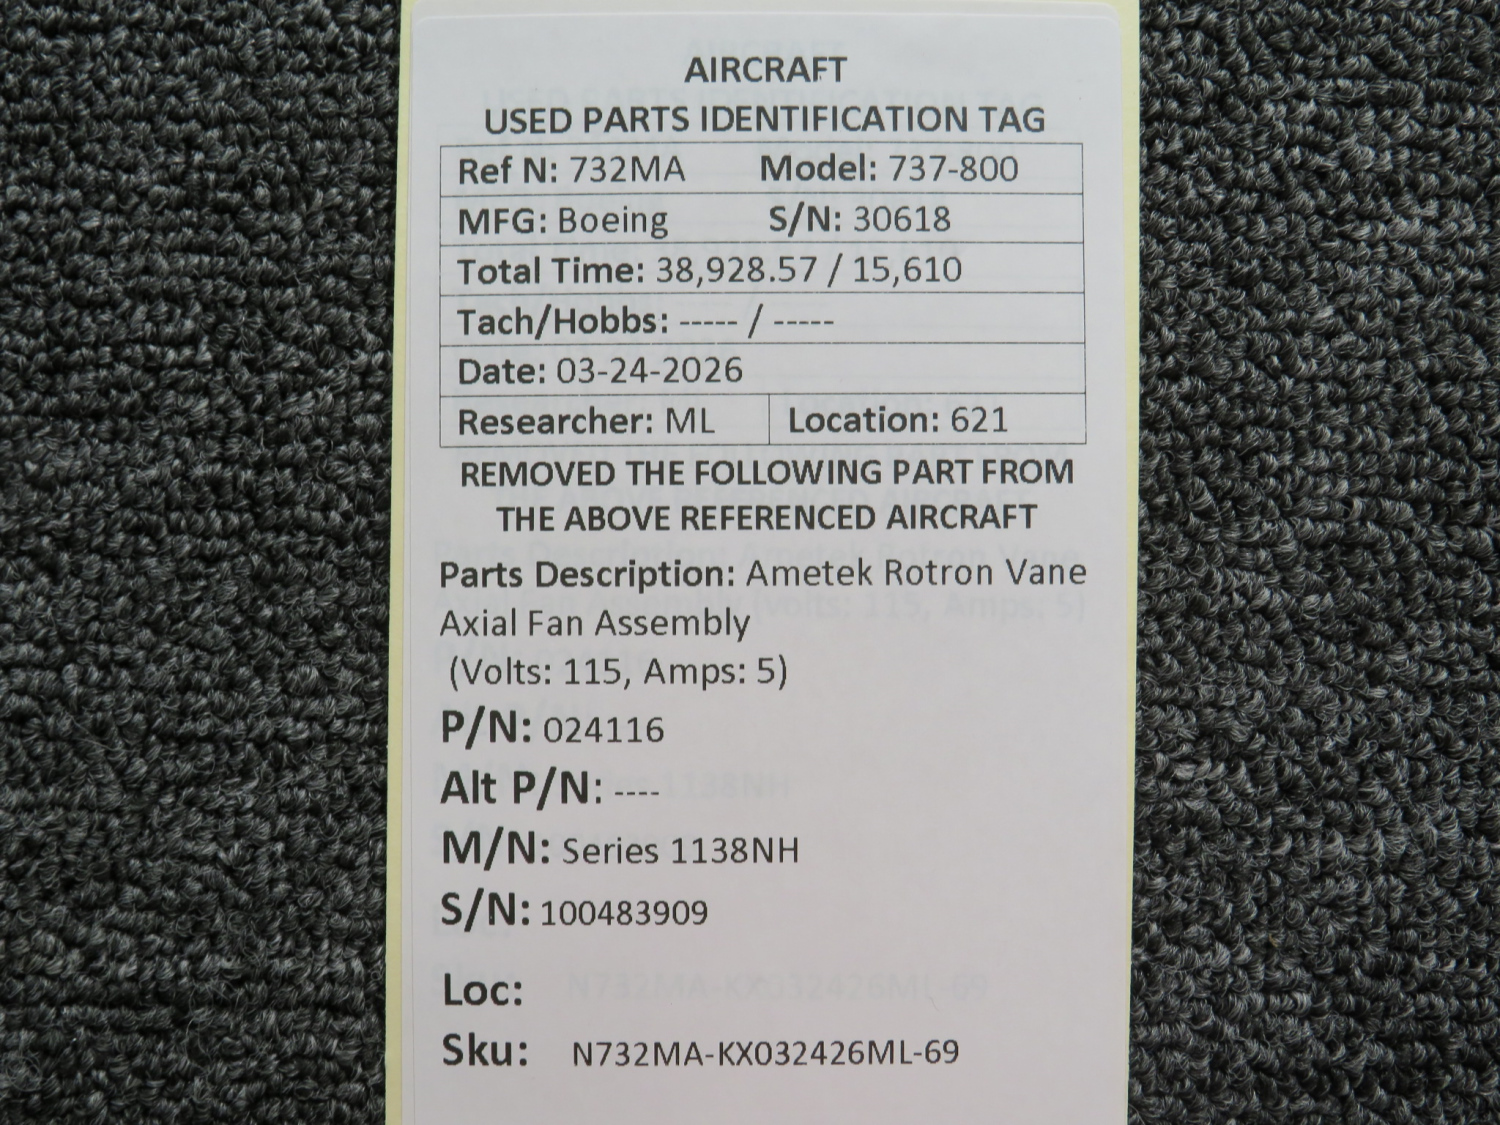 AIRCRAFT
USED PARTS IDENTIFICATION TAG
Ref N: 732MA Model: 737-800
MFG: Boeing S/N: 30618
Total Time: 38,928.57 / 15,610
Tach/Hobbs: ----- / -----
Date: 03-24-2026
Researcher: ML Location: 621
REMOVED THE FOLLOWING PART FROM
THE ABOVE REFERENCED AIRCRAFT
Parts Description: Ametek Rotron Vane
Axial Fan Assembly
(Volts: 115, Amps: 5)
P/N: 024116
Alt P/N: ----
M/N: Series 1138NH
S/N: 100483909
Loc:
Sku: N732MA-KX032426ML-69